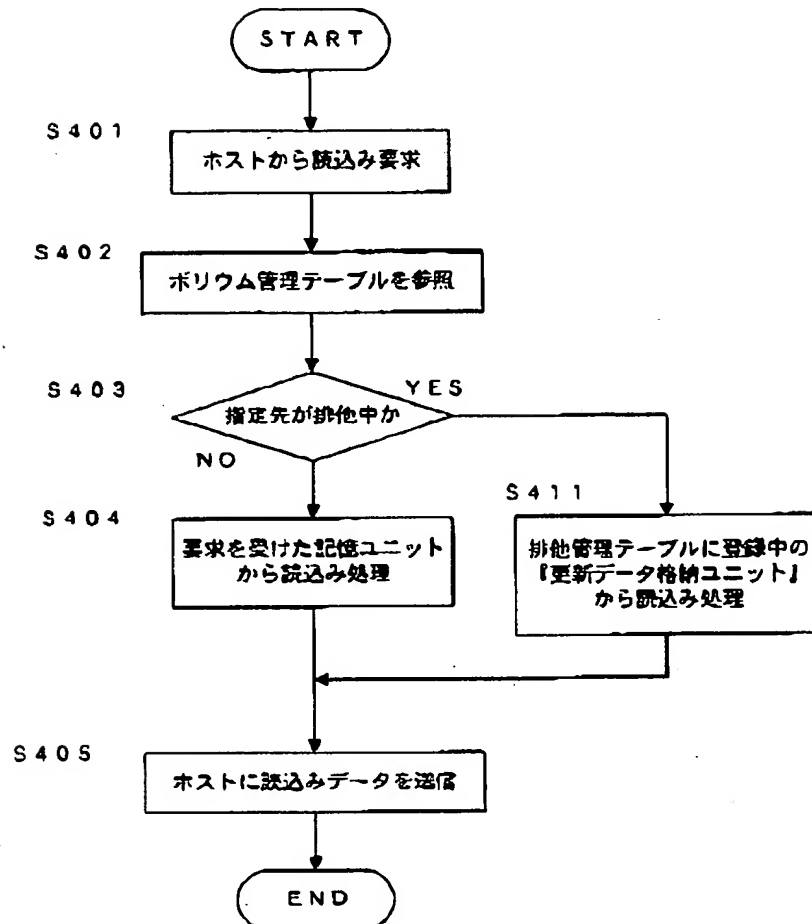 START
S401
ホストから読込み要求
S402
ボリウム管理テーブルを参照
S403
指定先が排他中か
YES
NO
S404
要求を受けた記憶ユニット
から読込み処理
S411
排他管理テーブルに登録中の
『更新データ格納ユニット』
から読込み処理
S405
ホストに読込みデータを送信
END